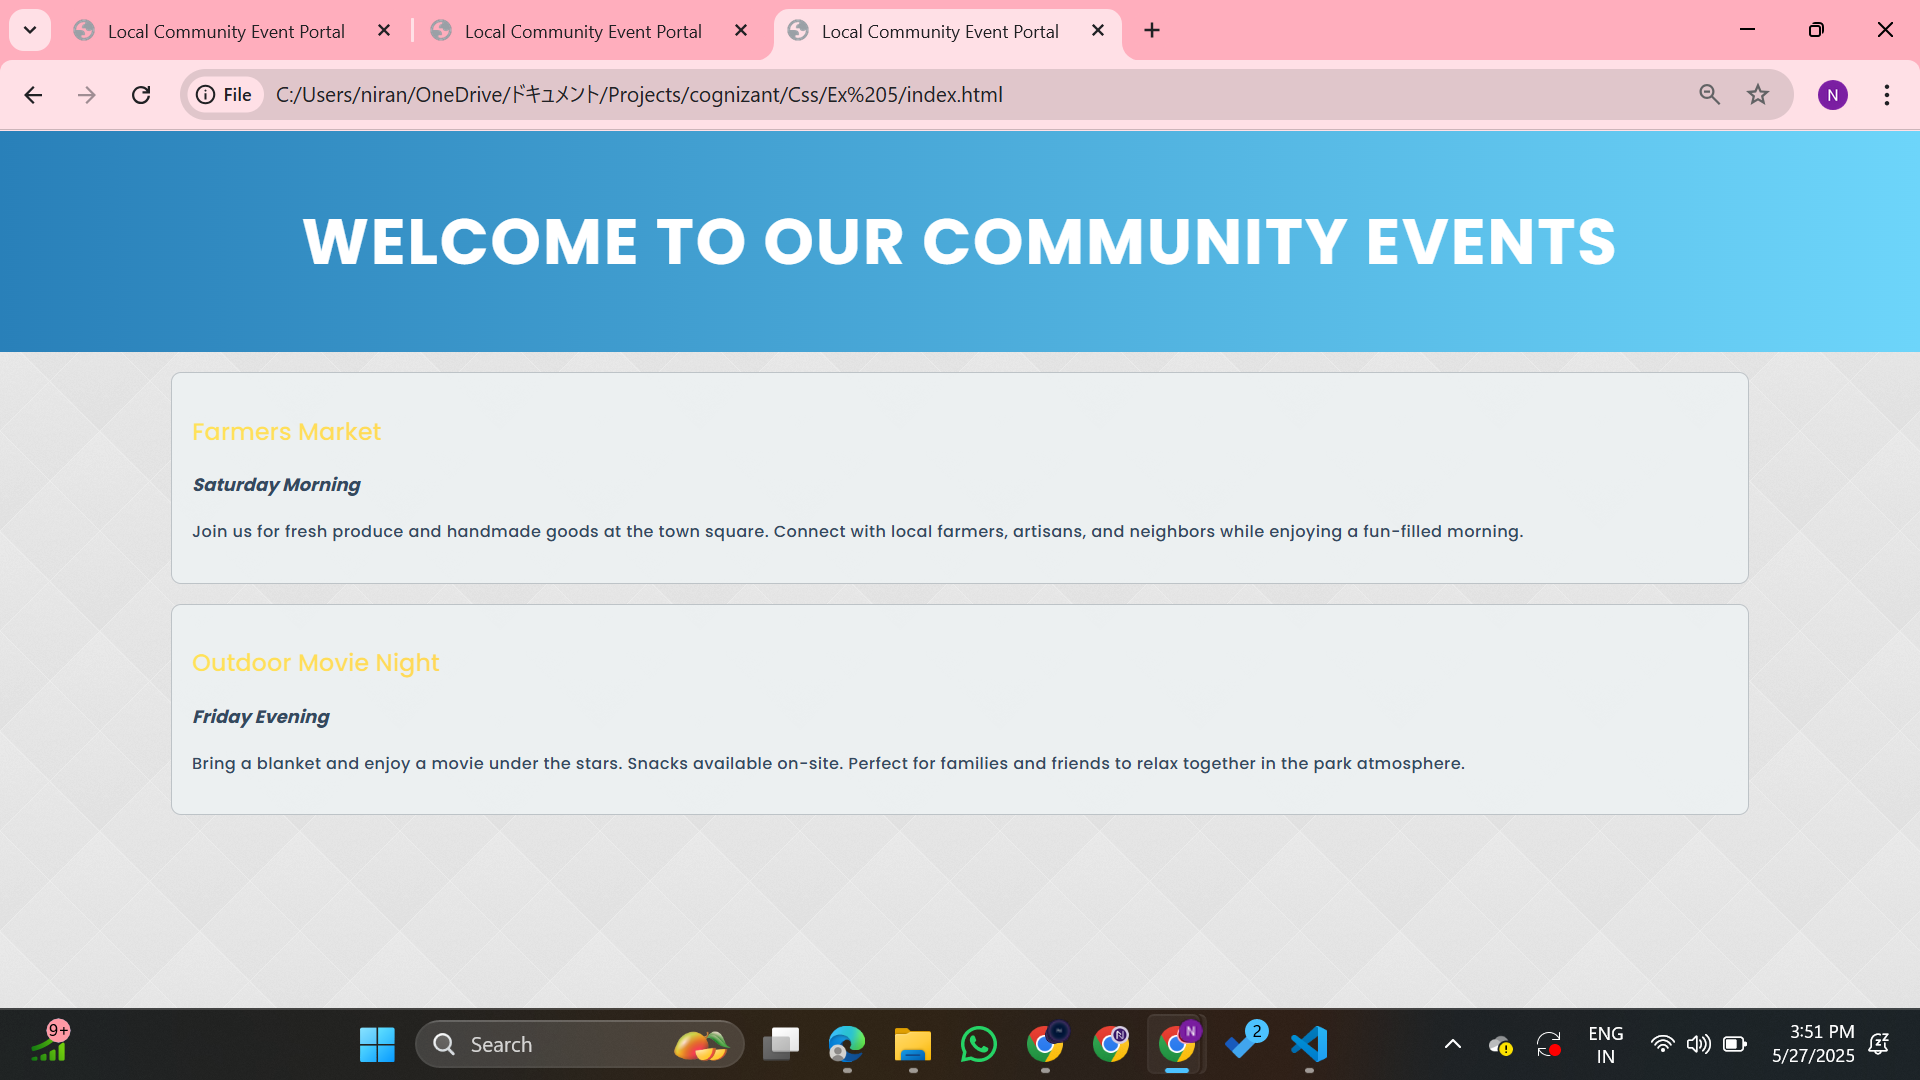 Local Community Event Portal
Local Community Event Portal
Local Community Event Portal
File
C:/Users/niran/OneDrive/ドキュメント/Projects/cognizant/Css/Ex%205/index.html
N
WELCOME TO OUR COMMUNITY EVENTS
Farmers Market
Saturday Morning
Join us for fresh produce and handmade goods at the town square. Connect with local farmers, artisans, and neighbors while enjoying a fun-filled morning.
Outdoor Movie Night
Friday Evening
Bring a blanket and enjoy a movie under the stars. Snacks available on-site. Perfect for families and friends to relax together in the park atmosphere.
9+
Search
N
N
2
ENG
IN
3:51 PM
5/27/2025